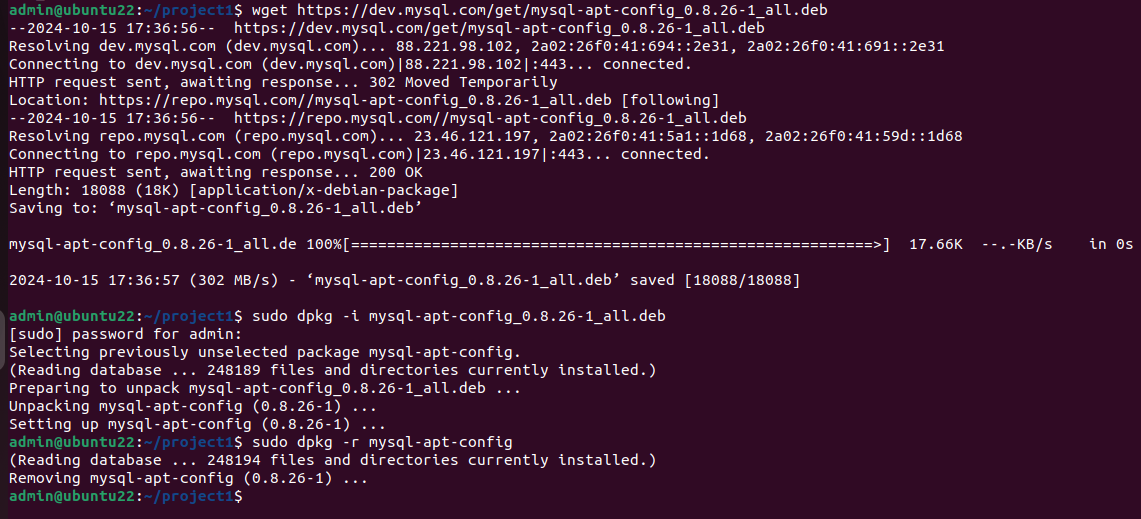 admin@ubuntu22:~/project1$ wget https://dev.mysql.com/get/mysql-apt-config_0.8.26-1_all.deb
--2024-10-15 17:36:56--  https://dev.mysql.com/get/mysql-apt-config_0.8.26-1_all.deb
Resolving dev.mysql.com (dev.mysql.com)... 88.221.98.102, 2a02:26f0:41:694::2e31, 2a02:26f0:41:691::2e31
Connecting to dev.mysql.com (dev.mysql.com)|88.221.98.102|:443... connected.
HTTP request sent, awaiting response... 302 Moved Temporarily
Location: https://repo.mysql.com//mysql-apt-config_0.8.26-1_all.deb [following]
--2024-10-15 17:36:56--  https://repo.mysql.com//mysql-apt-config_0.8.26-1_all.deb
Resolving repo.mysql.com (repo.mysql.com)... 23.46.121.197, 2a02:26f0:41:5a1::1d68, 2a02:26f0:41:59d::1d68
Connecting to repo.mysql.com (repo.mysql.com)|23.46.121.197|:443... connected.
HTTP request sent, awaiting response... 200 OK
Length: 18088 (18K) [application/x-debian-package]
Saving to: ‘mysql-apt-config_0.8.26-1_all.deb’
mysql-apt-config_0.8.26-1_all.de 100%[==========================================================>]  17.66K  --.-KB/s    in 0s
2024-10-15 17:36:57 (302 MB/s) - ‘mysql-apt-config_0.8.26-1_all.deb’ saved [18088/18088]
admin@ubuntu22:~/project1$ sudo dpkg -i mysql-apt-config_0.8.26-1_all.deb
[sudo] password for admin:
Selecting previously unselected package mysql-apt-config.
(Reading database ... 248189 files and directories currently installed.)
Preparing to unpack mysql-apt-config_0.8.26-1_all.deb ...
Unpacking mysql-apt-config (0.8.26-1) ...
Setting up mysql-apt-config (0.8.26-1) ...
admin@ubuntu22:~/project1$ sudo dpkg -r mysql-apt-config
(Reading database ... 248194 files and directories currently installed.)
Removing mysql-apt-config (0.8.26-1) ...
admin@ubuntu22:~/project1$